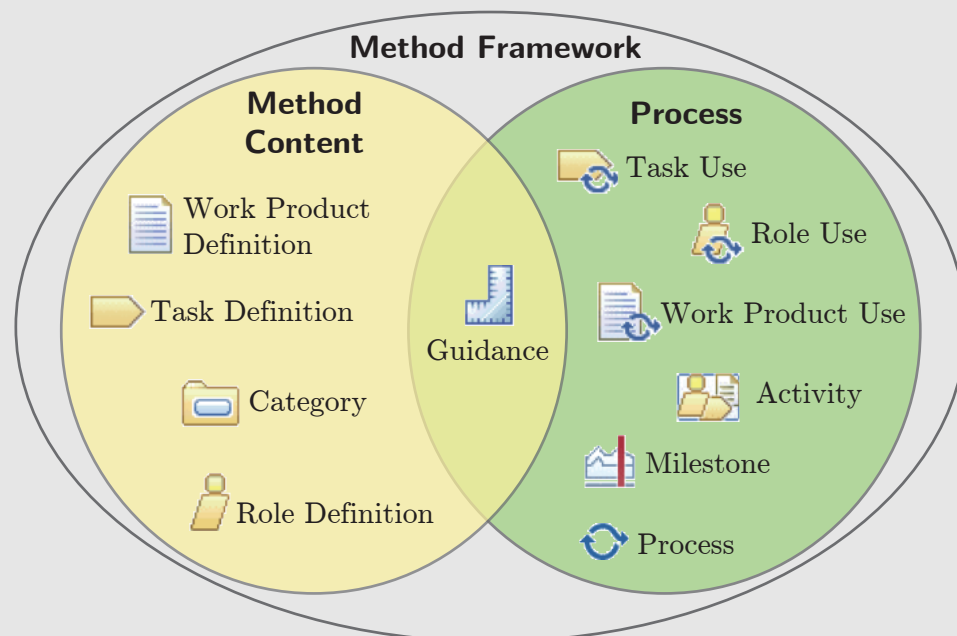 Method Framework
Method
Content
Work Product
Definition
Task Definition
Category
Role Definition
Guidance
Process
Task Use
Role Use
Work Product Use
Activity
Milestone
Process